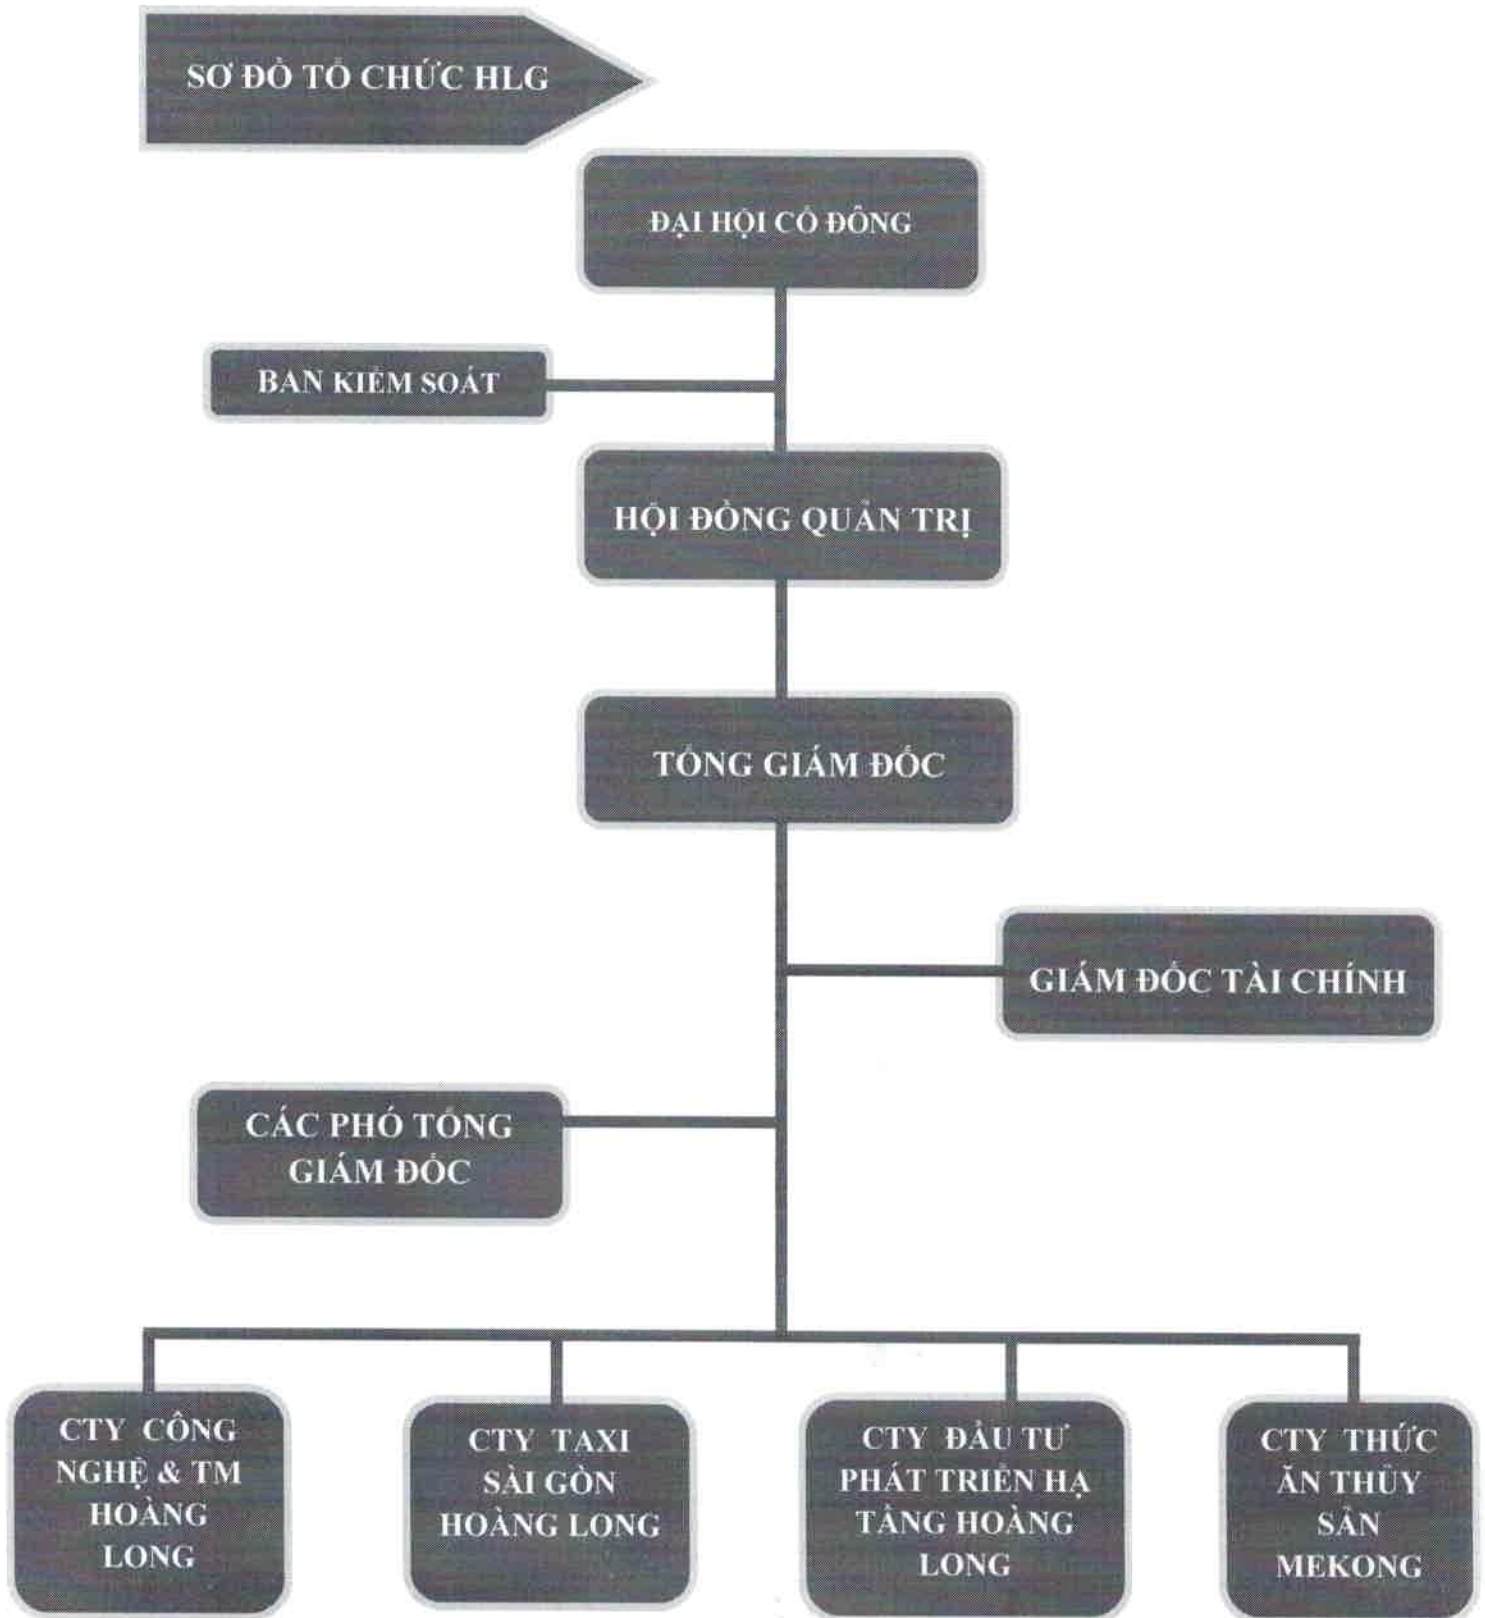 SƠ ĐỒ TỔ CHỨC HLG
ĐẠI HỘI CỔ ĐÔNG
BAN KIỂM SOÁT
HỘI ĐỒNG QUẢN TRỊ
TỔNG GIÁM ĐỐC
GIÁM ĐỐC TÀI CHÍNH
CÁC PHÓ TỔNG
GIÁM ĐỐC
CTY CÔNG
NGHỆ & TM
HOÀNG
LONG
CTY TAXI
SÀI GÒN
HOÀNG LONG
CTY ĐẦU TƯ
PHÁT TRIỂN HẠ
TẦNG HOÀNG
LONG
CTY THỨC
ĂN THỦY
SẢN
MEKONG